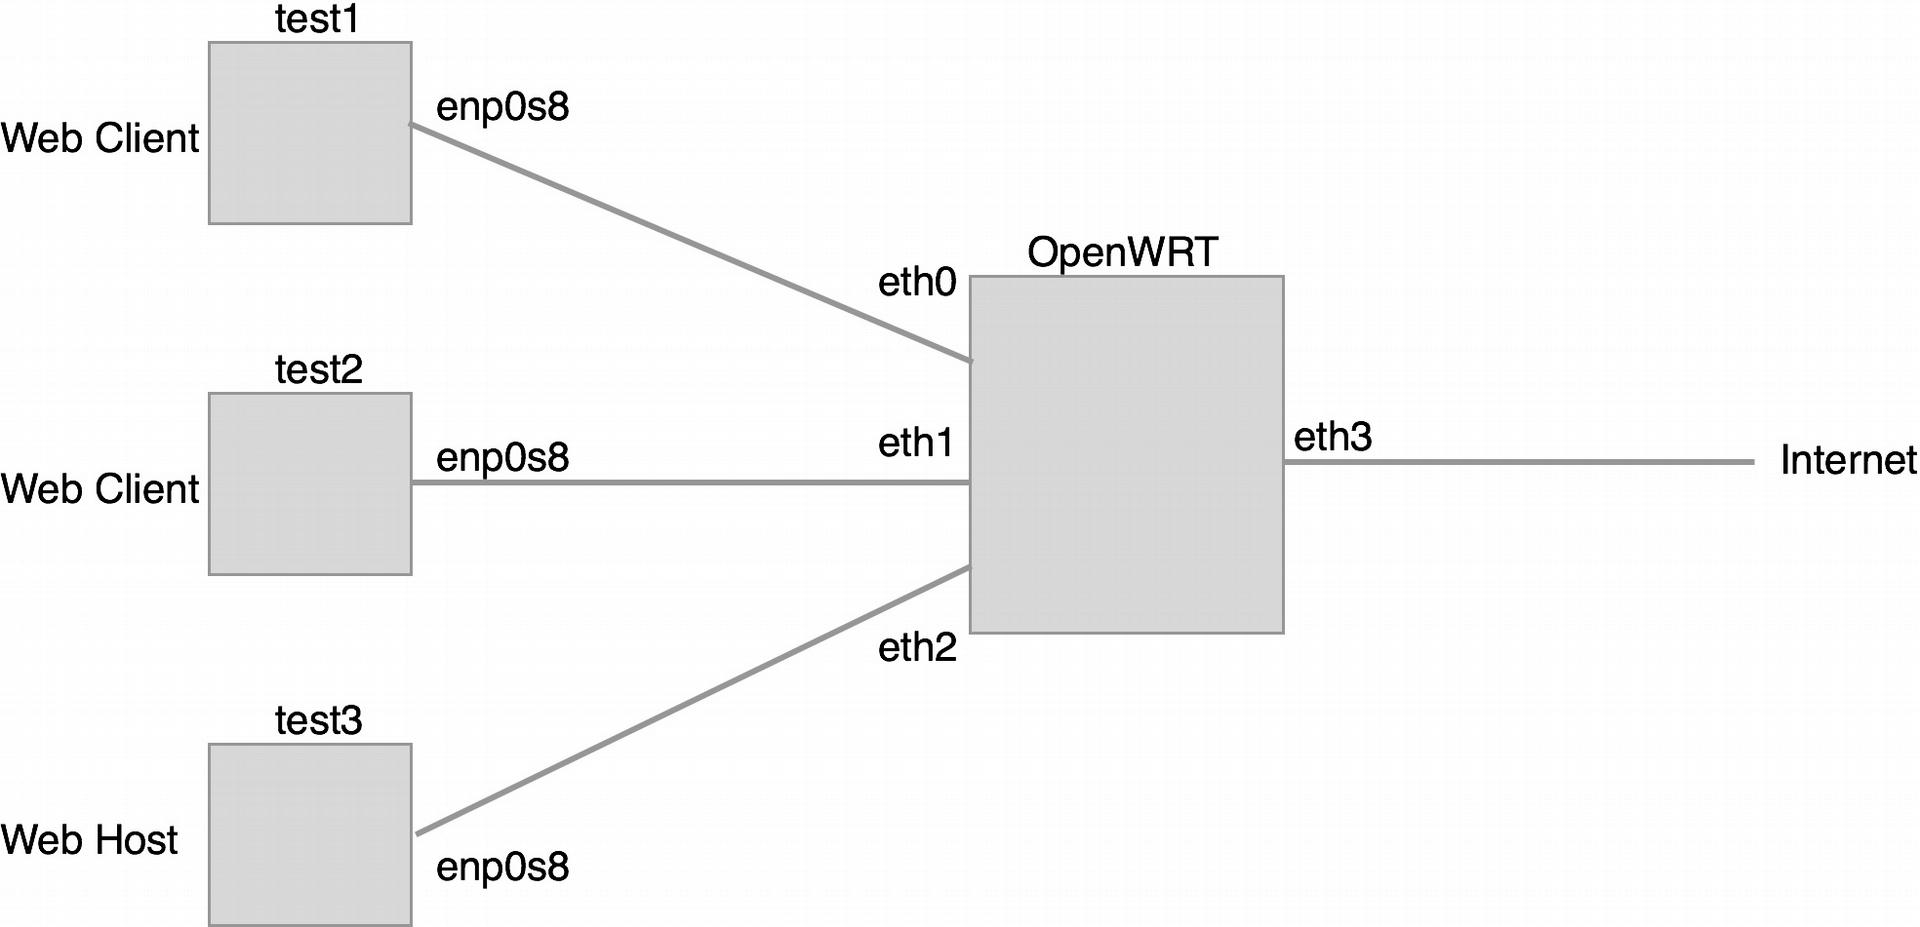 test1
enp0s8
Web Client
OpenWRT
eth0
test2
eth1
eth3
enp0s8
Internet
Web Client
eth2
test3
Web Host
enp0s8